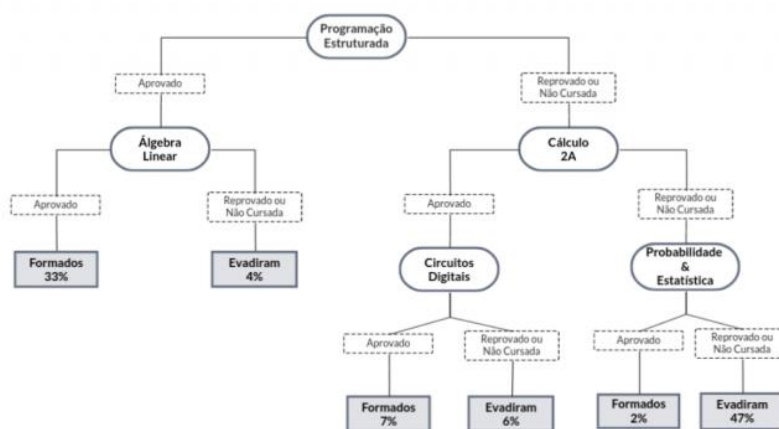 Programação
Estruturada
Aprovado
Reprovado ou
Não Cursada
Álgebra
Linear
Cálculo
2A
Aprovado
Reprovado ou
Não Cursada
Aprovado
Reprovado ou
Não Cursada
Formados
33%
Evadiram
4%
Circuitos
Digitais
Probabilidade
&
Estatística
Aprovado
Reprovado ou
Não Cursada
Aprovado
Reprovado ou
Não Cursada
Formados
7%
Evadiram
6%
Formados
2%
Evadiram
47%